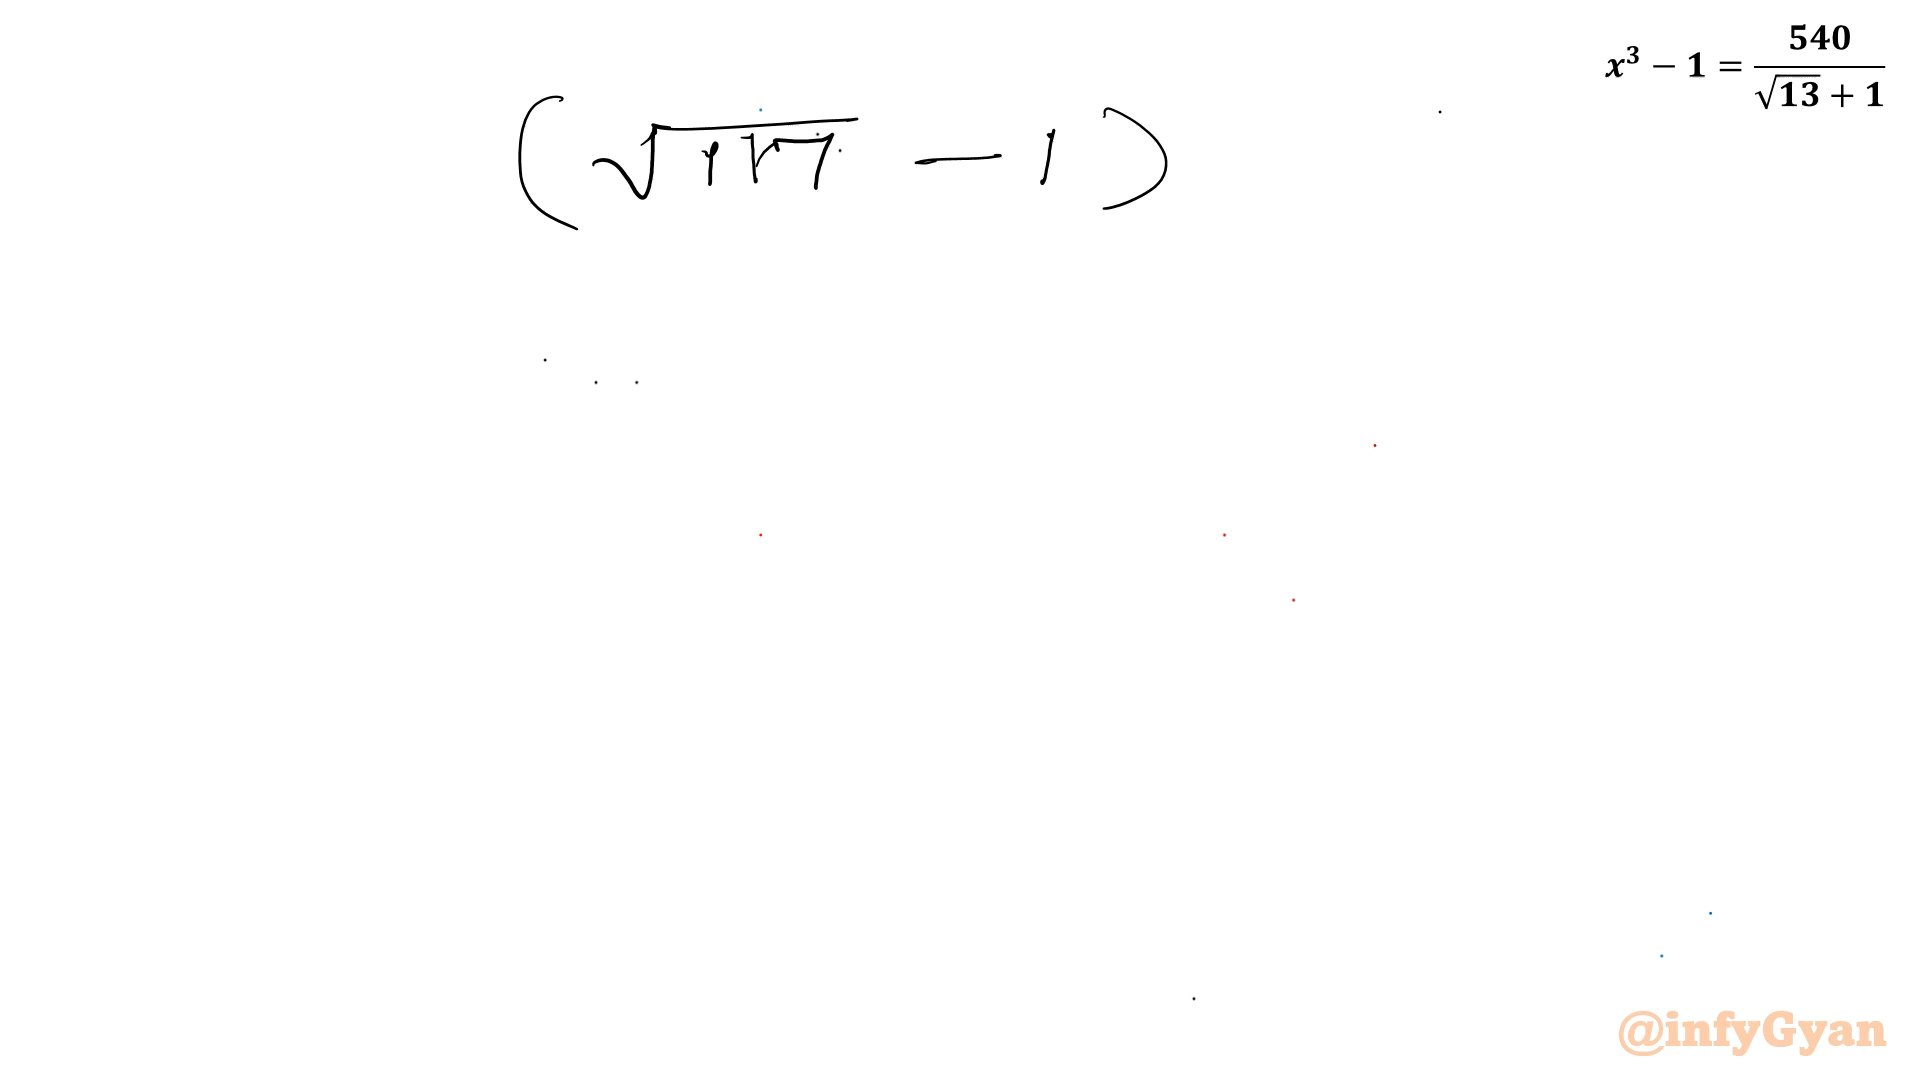 x³ − 1 = 540 / (√13 + 1)
(√117 − 1)
@infyGyan